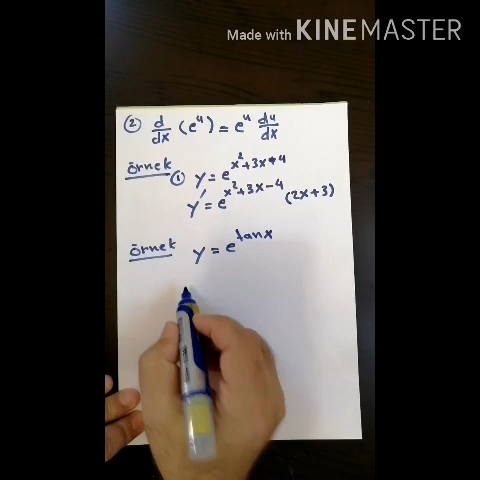 Made with KINEMASTER
② d/dx (e^u) = e^u du/dx
Örnek ① y = e^x²+3x-4
y' = e^x²+3x-4 (2x+3)
Örnek y = e^tanx